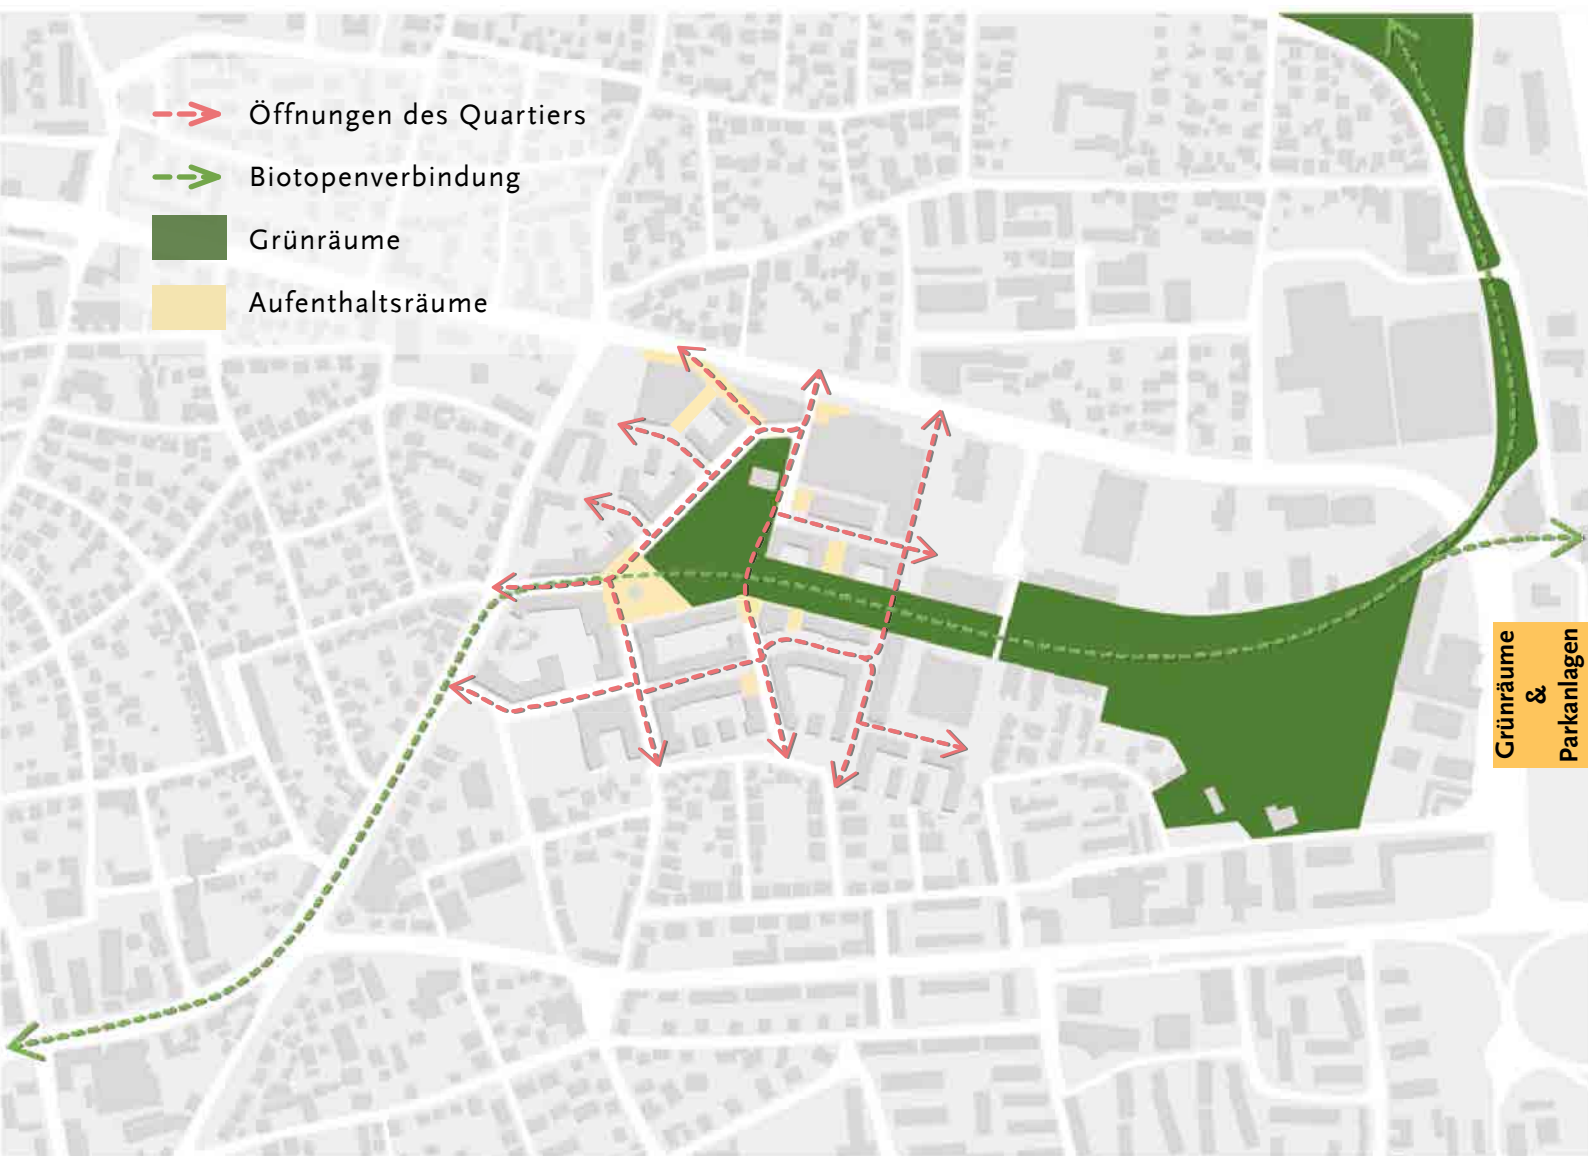 Öffnungen des Quartiers
Biotopenverbindung
Grünräume
Aufenthaltsräume
Grünräume
&
Parkanlagen